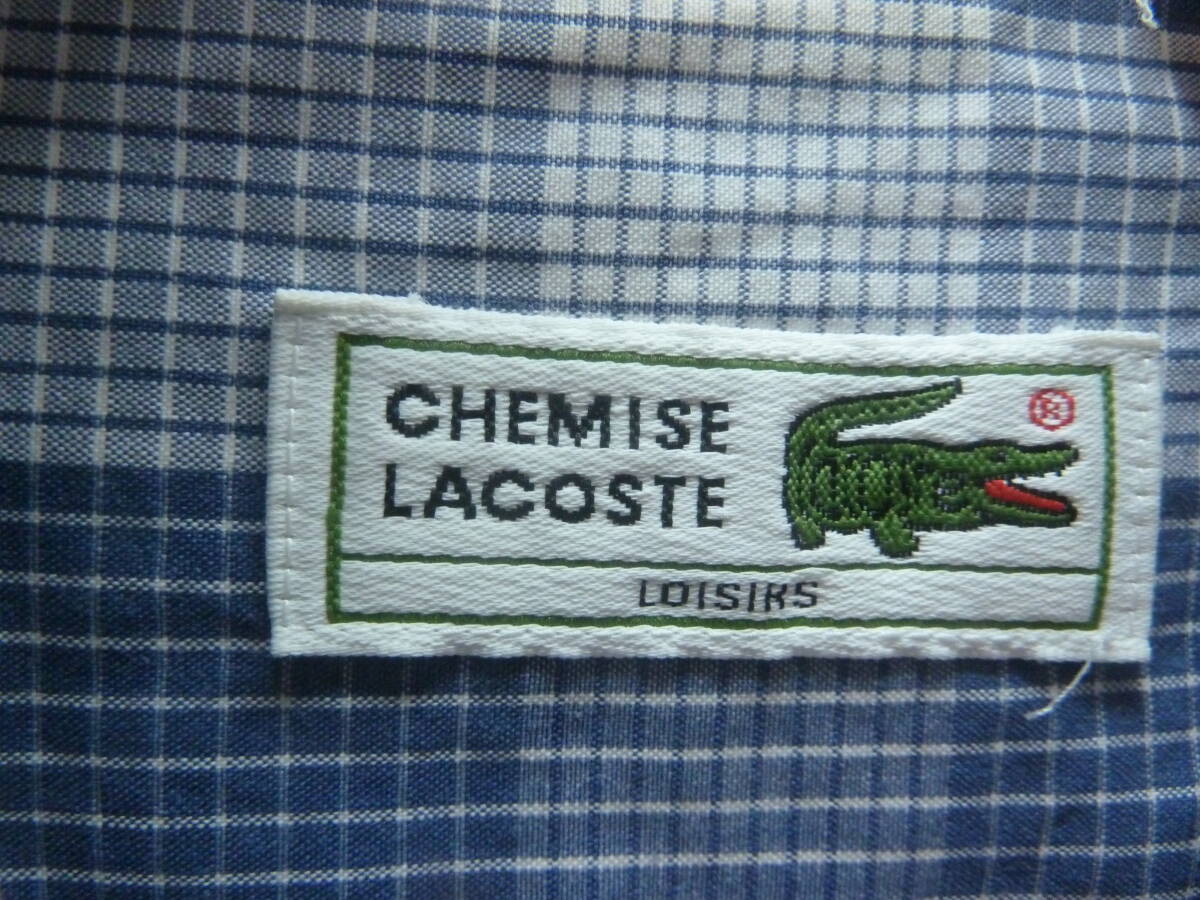 CHEMISE
LACOSTE
®
LOISIRS